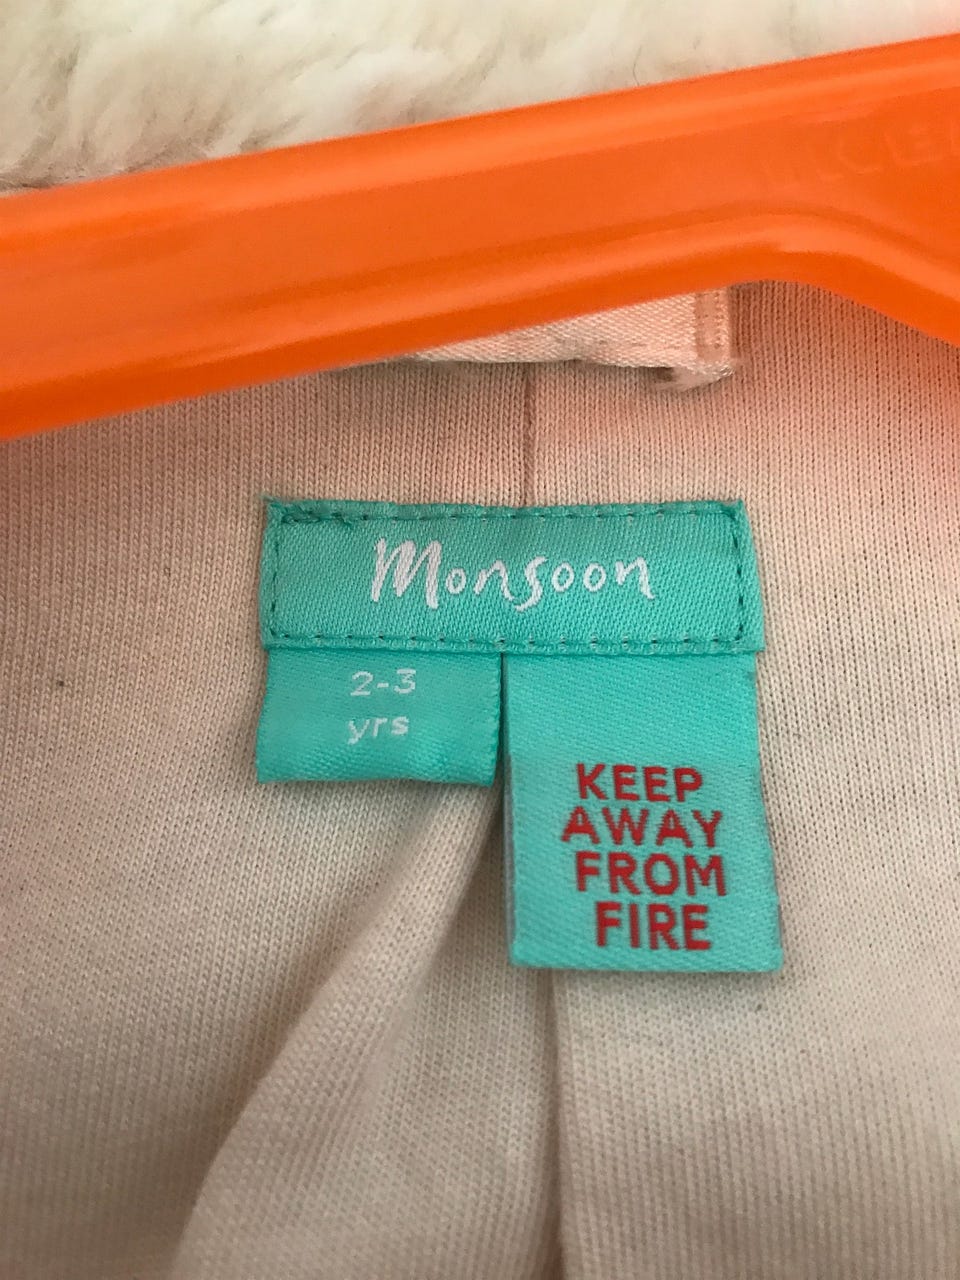 Monsoon
2-3
yrs
KEEP
AWAY
FROM
FIRE